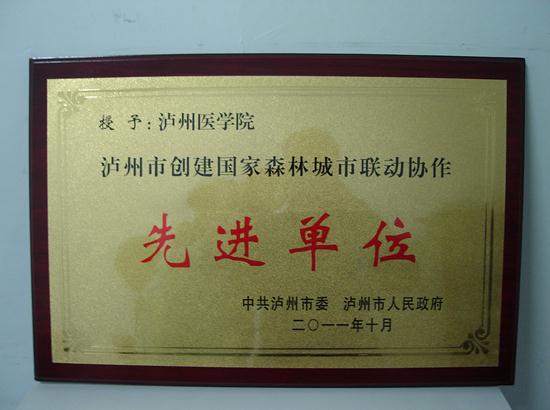 授 予：泸州医学院
泸州市创建国家森林城市联动协作
先进单位
中共泸州市委 泸州市人民政府
二〇一一年十月